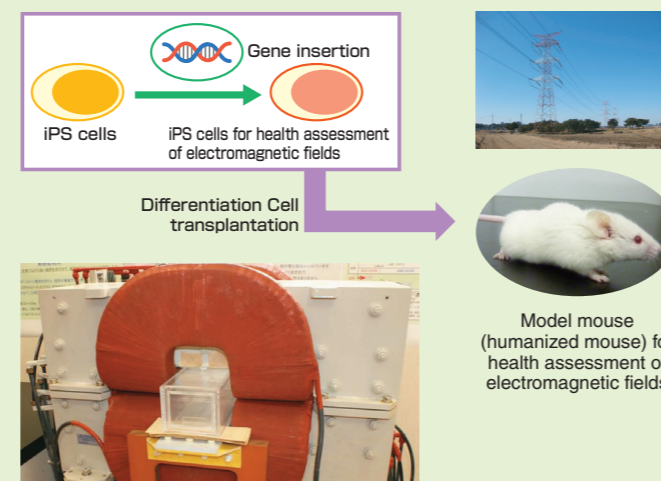 Gene insertion
iPS cells
iPS cells for health assessment
of electromagnetic fields
Differentiation Cell
transplantation
Model mouse
(humanized mouse) fo
health assessment o
electromagnetic fields